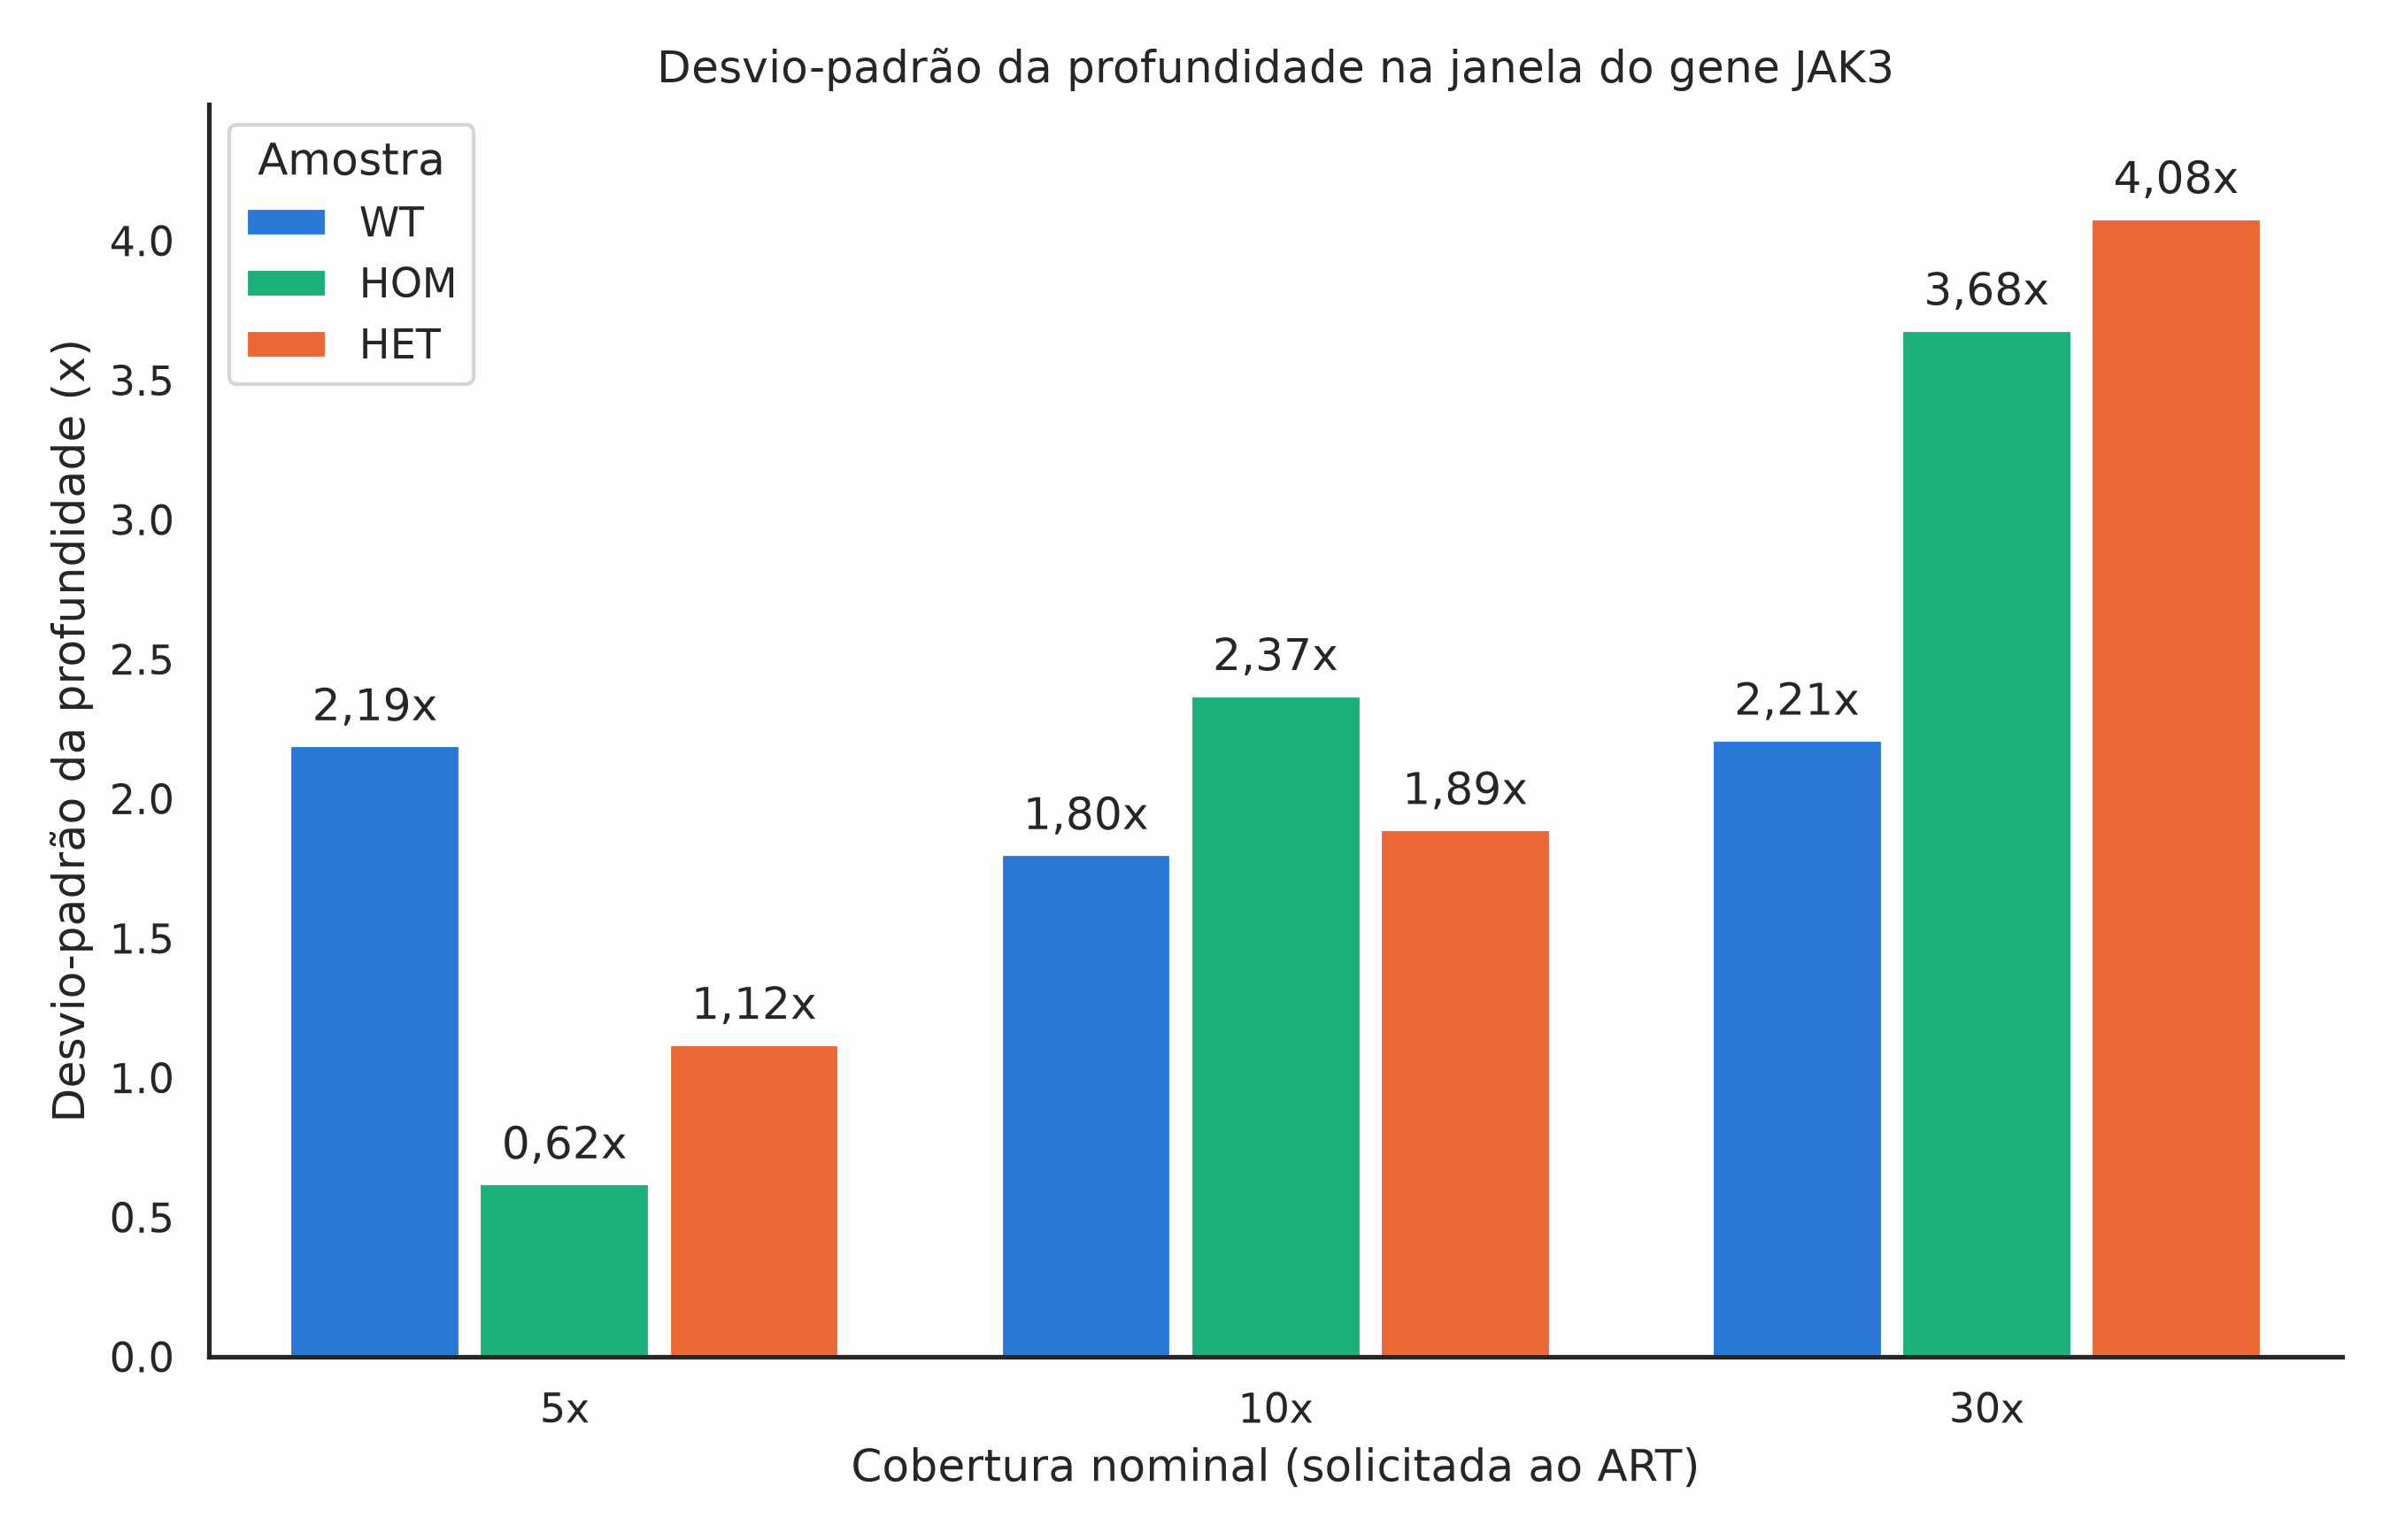 Desvio-padrão da profundidade na janela do gene JAK3
Amostra
WT
HOM
HET
Desvio-padrão da profundidade (x)
4.0
3.5
3.0
2.5
2.0
1.5
1.0
0.5
0.0
2,19x
0,62x
1,12x
1,80x
2,37x
1,89x
2,21x
3,68x
4,08x
5x
10x
30x
Cobertura nominal (solicitada ao ART)